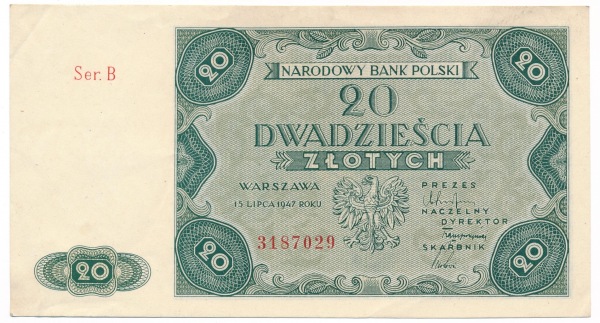 Ser. B
20
20
NARODOWY BANK POLSKI
20
DWADZIEŚCIA
ZŁOTYCH
WARSZAWA
15 LIPCA 1947 ROKU
PREZES
NACZELNY
DYREKTOR
SKARBNIK
3187029
20
20
20